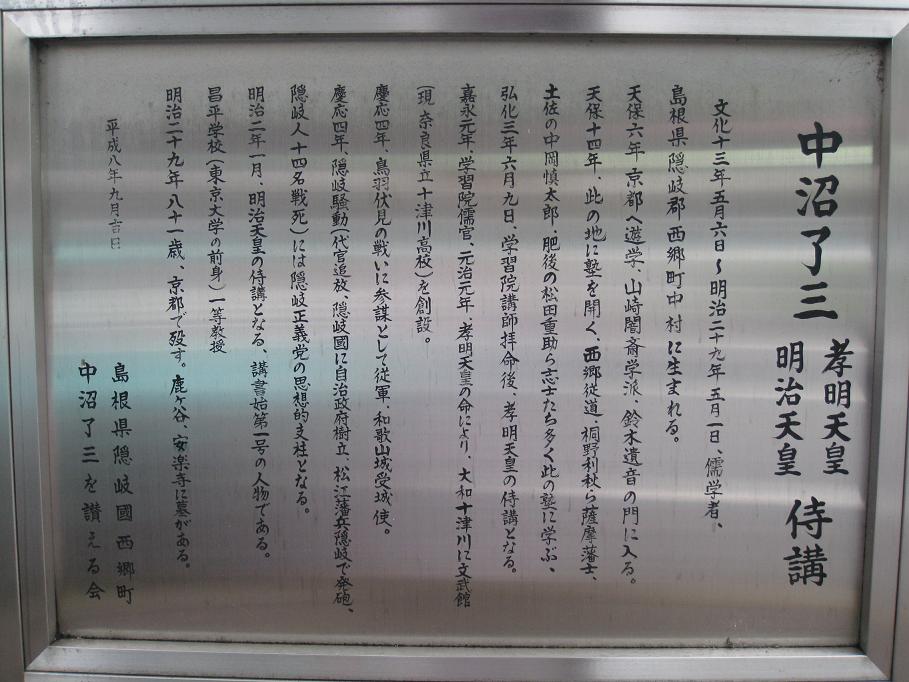 中沼了三 孝明天皇 明治天皇 侍講
文化十三年五月六日～明治二十九年五月一日、儒学者、
島根県隠岐郡西郷町中村に生まれる。
天保六年京都へ遊学、山崎闇斎学派、鈴木遺音の門に入る。
天保十四年、此の地に塾を開く、西郷従道、桐野利秋ら薩摩藩士、
土佐の中岡慎太郎、肥後の松田重助ら志士たち多く此の塾に学ぶ、
弘化三年六月九日、学習院講師拝命後、孝明天皇の侍講となる。
嘉永元年、学習院儒官、元治元年、孝明天皇の命により、大和十津川に文武館
（現 奈良県立十津川高校）を創設。
慶応四年、鳥羽伏見の戦いに参謀として従軍、和歌山城受城使。
慶応四年、隠岐騒動（代官追放、隠岐國に自治政府樹立、松江藩兵隠岐で発砲、
隠岐人十四名戦死）には隠岐正義党の思想的支柱となる。
明治二年一月、明治天皇の侍講となる、講書始第一号の人物である。
昌平学校（東京大学の前身）一等教授
明治二十九年八十一歳、京都で歿す。鹿ヶ谷、安楽寺に墓がある。
平成八年九月吉日
島根県隠岐國西郷町
中沼了三を讃える会